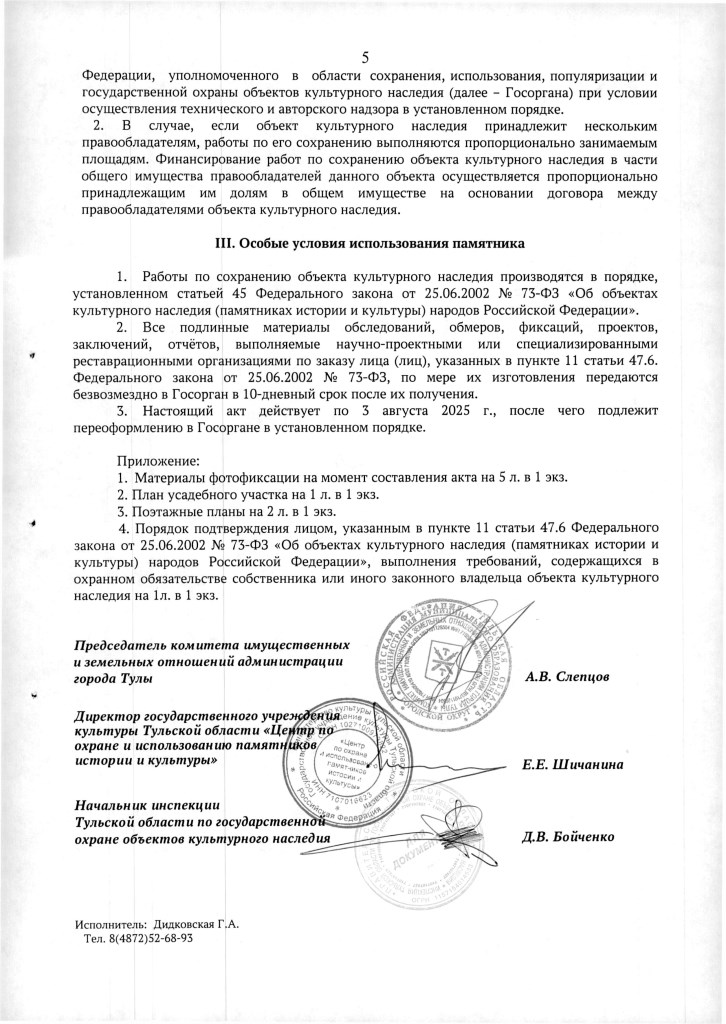 5
Федерации, уполномоченного в области сохранения, использования, популяризации и
государственной охраны объектов культурного наследия (далее – Госоргана) при условии
осуществления технического и авторского надзора в установленном порядке.
2. В случае, если объект культурного наследия принадлежит нескольким
правообладателям, работы по его сохранению выполняются пропорционально занимаемым
площадям. Финансирование работ по сохранению объекта культурного наследия в части
общего имущества правообладателей данного объекта осуществляется пропорционально
принадлежащим им долям в общем имуществе на основании договора между
правообладателями объекта культурного наследия.
III. Особые условия использования памятника
1. Работы по сохранению объекта культурного наследия производятся в порядке,
установленном статьей 45 Федерального закона от 25.06.2002 № 73-ФЗ «Об объектах
культурного наследия (памятниках истории и культуры) народов Российской Федерации».
2. Все подлинные материалы обследований, обмеров, фиксаций, проектов,
заключений, отчётов, выполняемые научно-проектными или специализированными
реставрационными организациями по заказу лица (лиц), указанных в пункте 11 статьи 47.6.
Федерального закона от 25.06.2002 № 73-ФЗ, по мере их изготовления передаются
безвозмездно в Госорган в 10-дневный срок после их получения.
3. Настоящий акт действует по 3 августа 2025 г., после чего подлежит
переоформлению в Госоргане в установленном порядке.
Приложение:
1. Материалы фотофиксации на момент составления акта на 5 л. в 1 экз.
2. План усадебного участка на 1 л. в 1 экз.
3. Поэтажные планы на 2 л. в 1 экз.
4. Порядок подтверждения лицом, указанным в пункте 11 статьи 47.6 Федерального
закона от 25.06.2002 № 73-ФЗ «Об объектах культурного наследия (памятниках истории и
культуры) народов Российской Федерации», выполнения требований, содержащихся в
охранном обязательстве собственника или иного законного владельца объекта культурного
наследия на 1л. в 1 экз.
Председатель комитета имущественных
и земельных отношений администрации
города Тулы
А.В. Слепцов
Директор государственного учреждения
культуры Тульской области «Центр по
охране и использованию памятников
истории и культуры»
Е.Е. Шичанина
«Центр
по охране
и использованию
памятников
истории и
культуры»
ИНН 7107016623
Российская Федерация
Начальник инспекции
Тульской области по государственной
охране объектов культурного наследия
Д.В. Бойченко
ДЛЯ
ДОКУМЕНТОВ
Исполнитель: Дидковская Г.А.
Тел. 8(4872)52-68-93